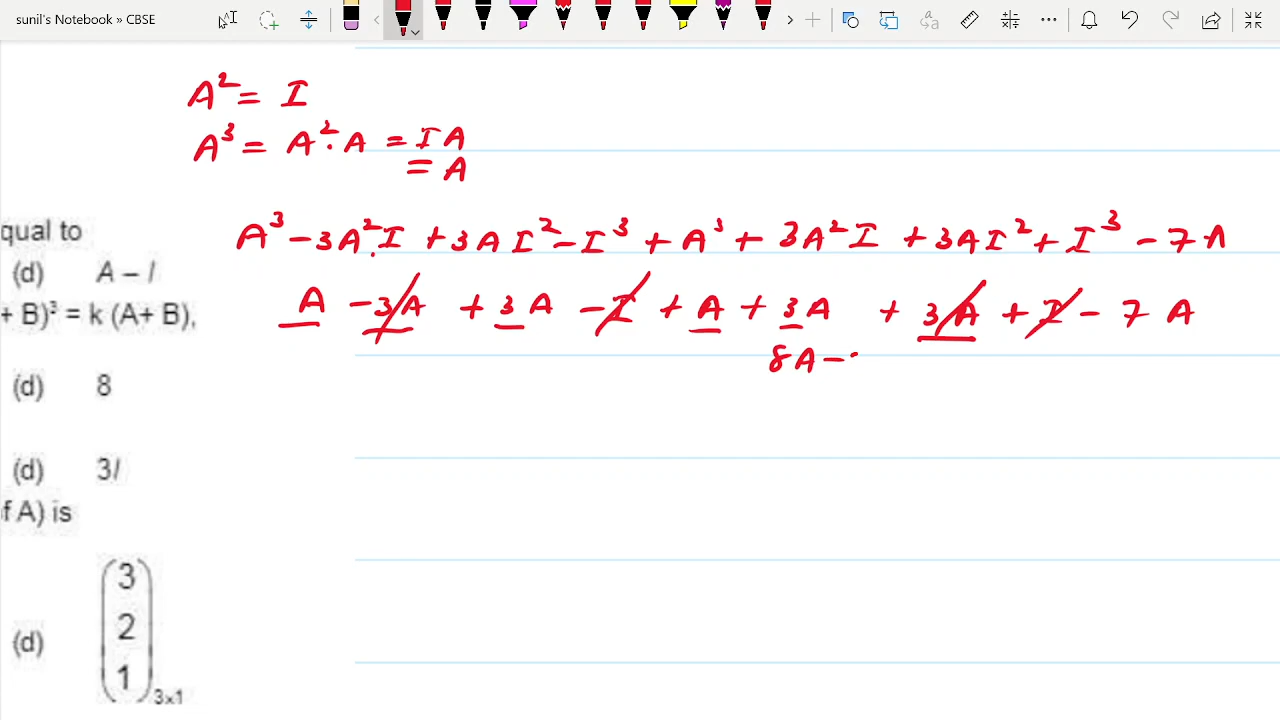 sunil's Notebook » CBSE
A² = I
A³ = A².A = IA
= A
qual to
(d) A – I
+ B)³ = k (A+ B),
(d) 8
(d) 3I
f A) is
(d) (3 2 1)3×1
A³ – 3A².I + 3AI² – I³ + A³ + 3A²I + 3AI² + I³ – 7A
A – 3A + 3A – I + A + 3A + 3A + I – 7A
8A –